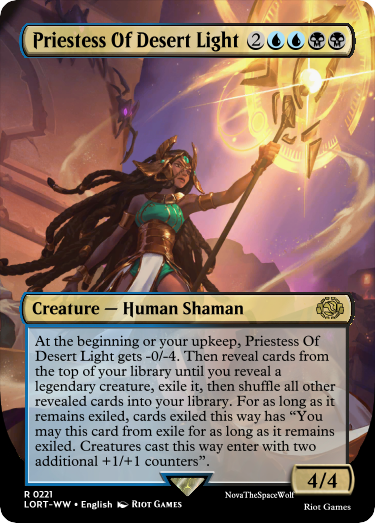 Priestess Of Desert Light 2
Creature — Human Shaman
At the beginning or your upkeep, Priestess Of
Desert Light gets -0/-4. Then reveal cards from
the top of your library until you reveal a
legendary creature, exile it, then shuffle all other
revealed cards into your library. For as long as it
remains exiled, cards exiled this way has “You
may this card from exile for as long as it remains
exiled. Creatures cast this way enter with two
additional +1/+1 counters”.
4/4
R 0221
LORT-WW • English RIOT GAMES
NovaTheSpaceWolf
Riot Games